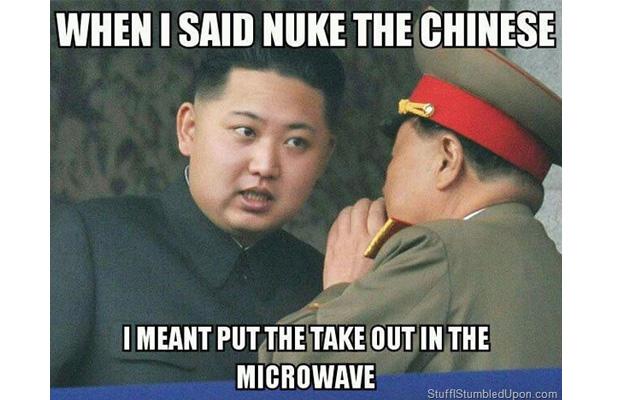 WHEN I SAID NUKE THE CHINESE
I MEANT PUT THE TAKE OUT IN THE
MICROWAVE
StuffIStumbledUpon.com